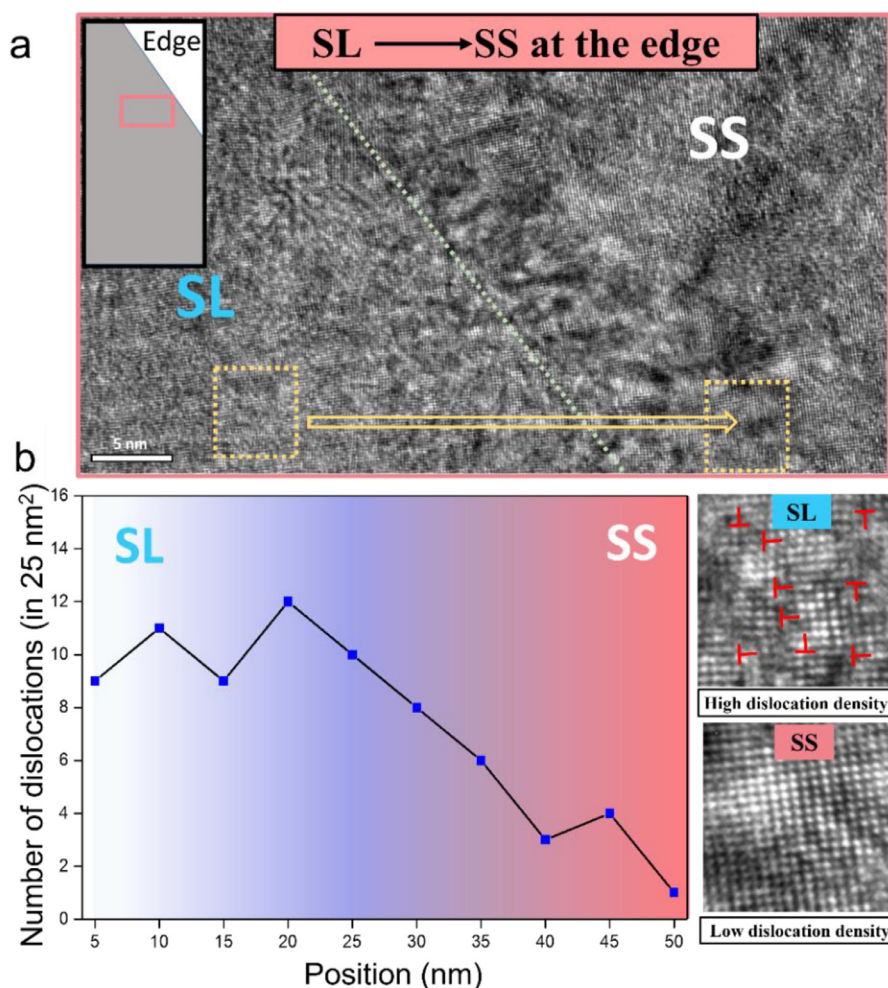 a
Edge
SL → SS at the edge
SS
SL
5 nm
b
Number of dislocations (in 25 nm²)
16
14
12
10
8
6
4
2
0
SL
SS
5 10 15 20 25 30 35 40 45 50
Position (nm)
SL
High dislocation density
SS
Low dislocation density